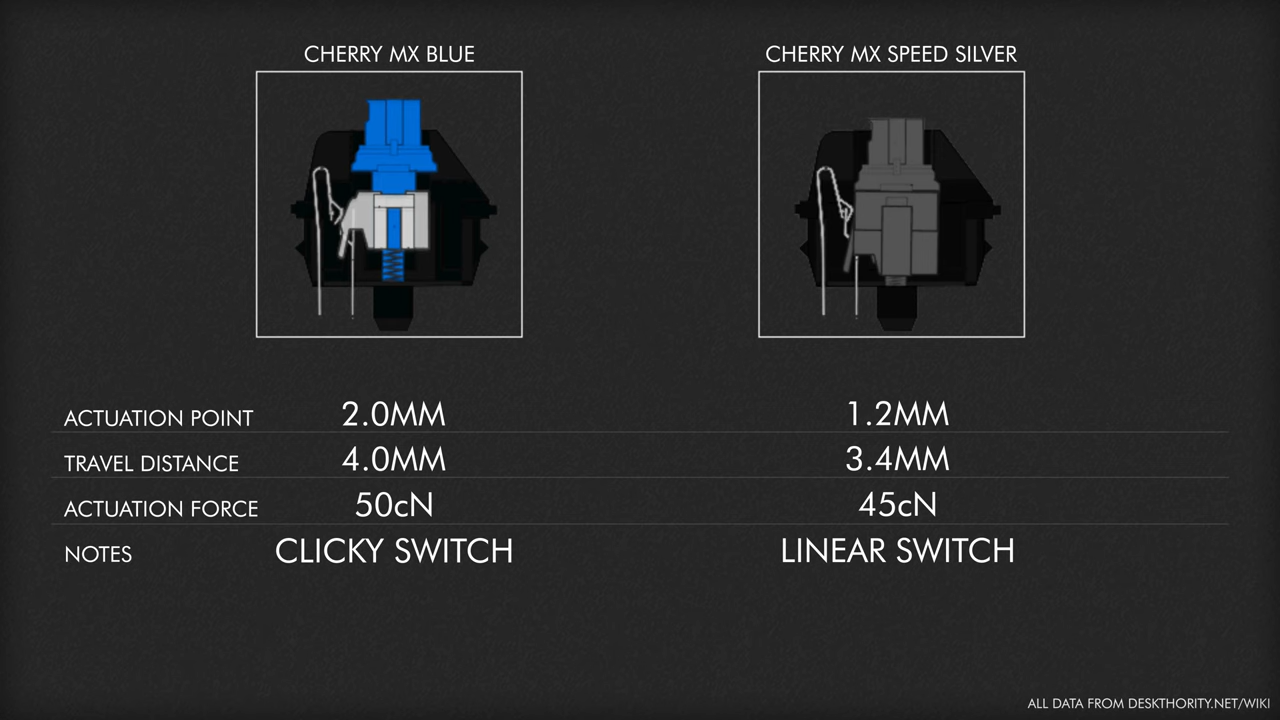 CHERRY MX BLUE
CHERRY MX SPEED SILVER
ACTUATION POINT 2.0MM 1.2MM
TRAVEL DISTANCE 4.0MM 3.4MM
ACTUATION FORCE 50cN 45cN
NOTES CLICKY SWITCH LINEAR SWITCH
ALL DATA FROM DESKTHORITY.NET/WIKI